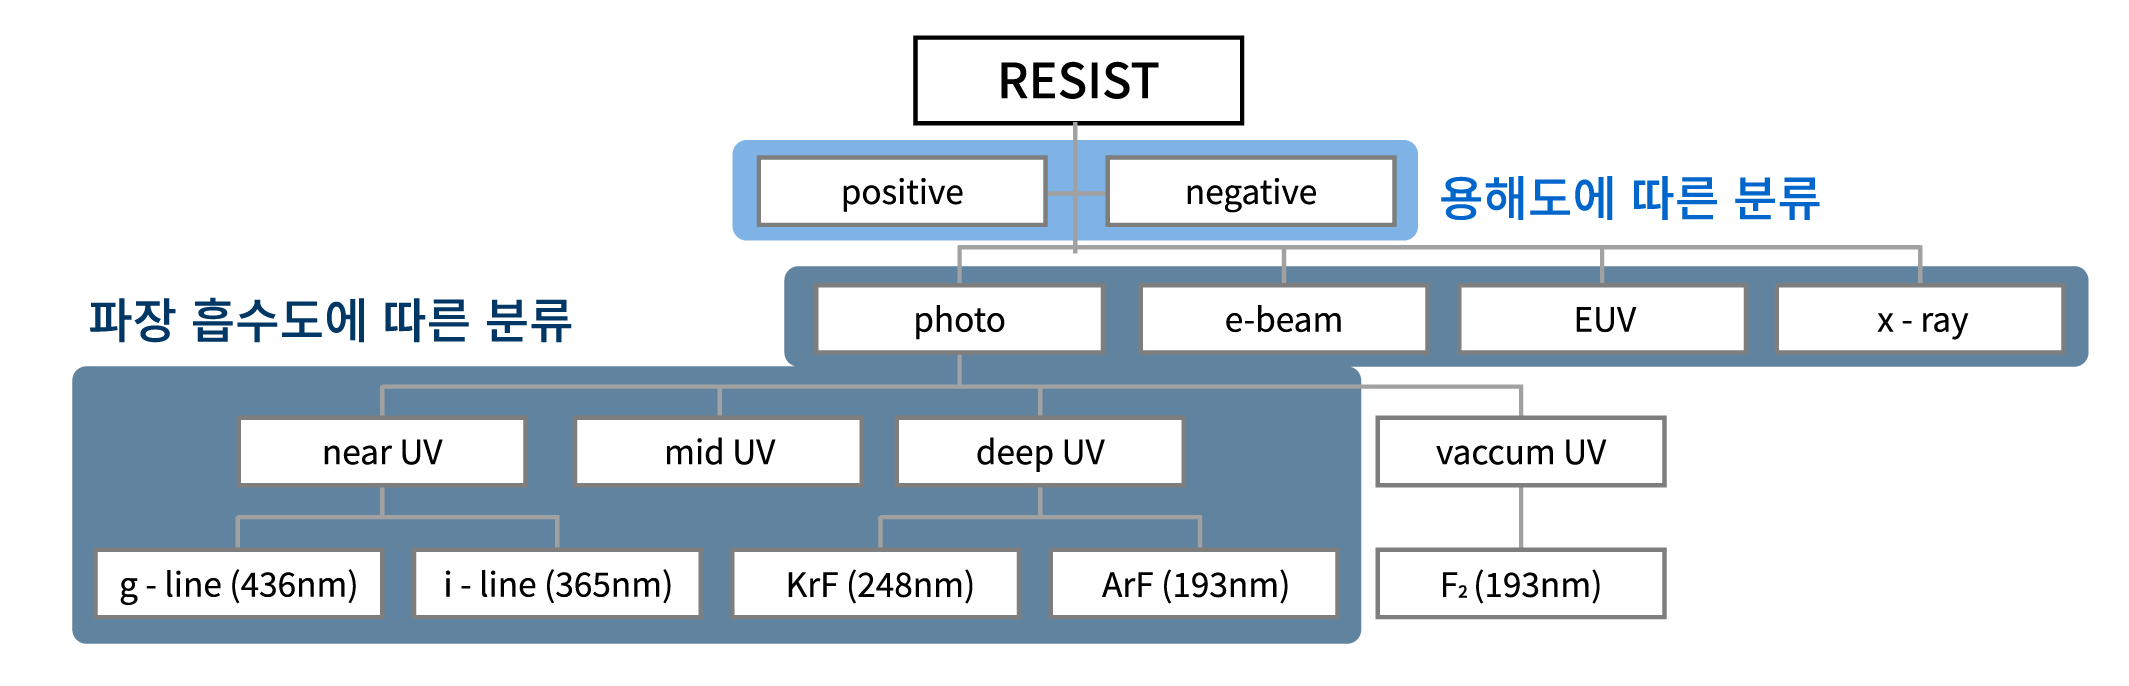 RESIST
positive
negative
용해도에 따른 분류
파장 흡수도에 따른 분류
photo
e-beam
EUV
x - ray
near UV
mid UV
deep UV
vaccum UV
g - line (436nm)
i - line (365nm)
KrF (248nm)
ArF (193nm)
F₂ (193nm)